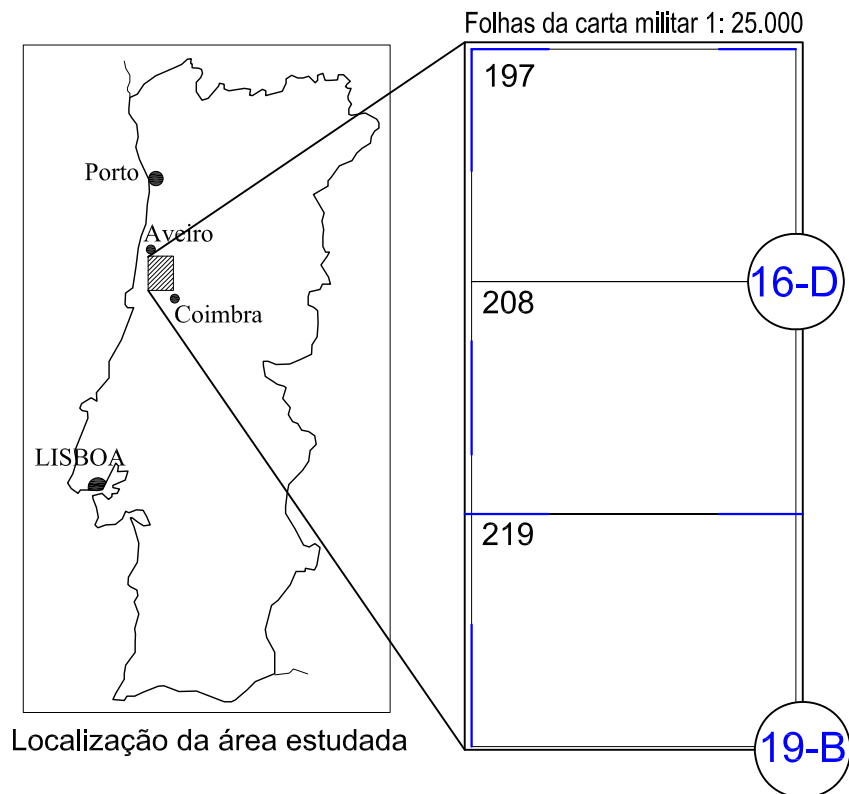 Folhas da carta militar 1: 25.000
197
Porto
Aveiro
16-D
208
Coimbra
LISBOA
219
Localização da área estudada
19-B